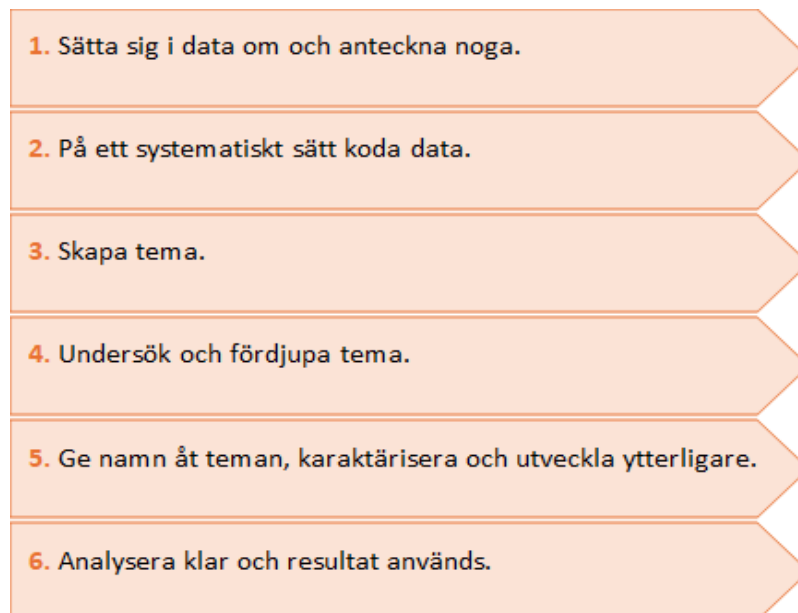 1. Sätta sig i data om och anteckna noga.
2. På ett systematiskt sätt koda data.
3. Skapa tema.
4. Undersök och fördjupa tema.
5. Ge namn åt teman, karaktärisera och utveckla ytterligare.
6. Analysera klar och resultat används.